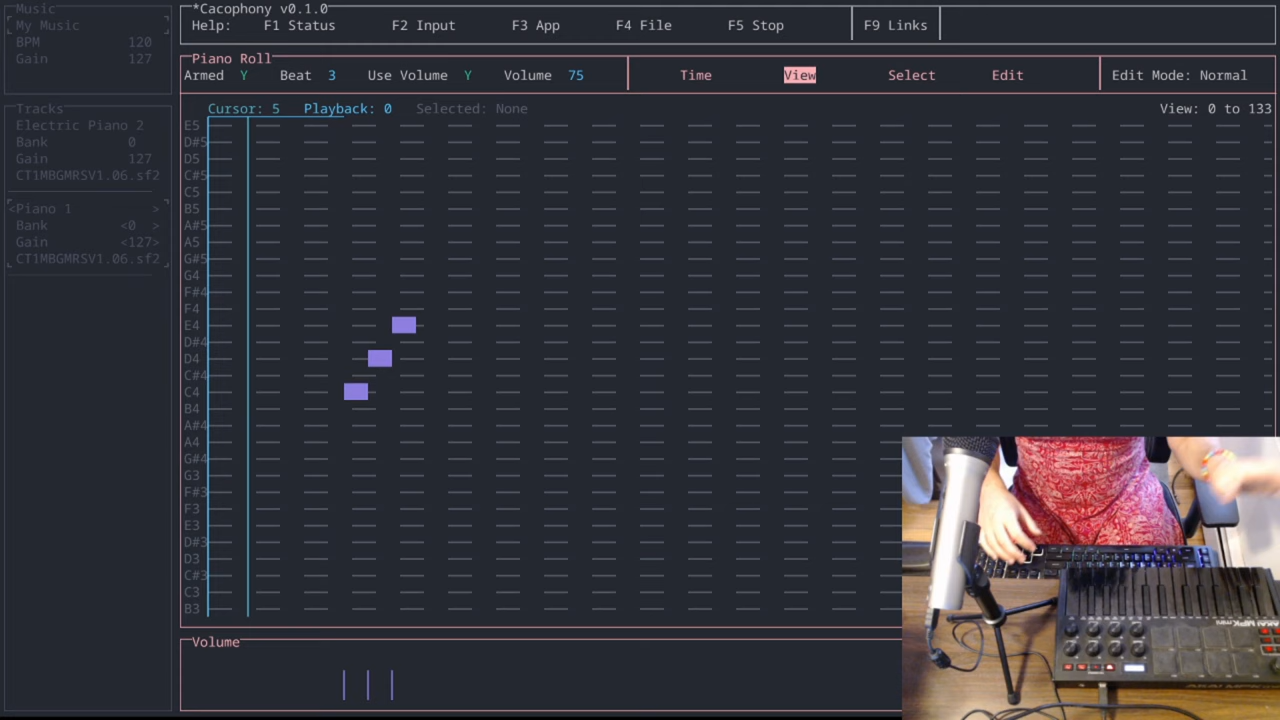 Music
My Music
BPM 120
Gain 127
Tracks
Electric Piano 2
Bank 0
Gain 127
CT1MBGMRSV1.06.sf2
<Piano 1 >
Bank <0 >
Gain <127>
CT1MBGMRSV1.06.sf2
*Cacophony v0.1.0
Help: F1 Status F2 Input F3 App F4 File F5 Stop F9 Links
Piano Roll
Armed Y Beat 3 Use Volume Y Volume 75 Time View Select Edit Edit Mode: Normal
Cursor: 5 Playback: 0 Selected: None View: 0 to 133
E5
D#5
D5
C#5
C5
B5
A#5
A5
G#5
G4
F#4
F4
E4
D#4
D4
C#4
C4
B4
A#4
A4
G#4
G3
F#3
F3
E3
D#3
D3
C#3
C3
B3
Volume
AKAI MPK mini